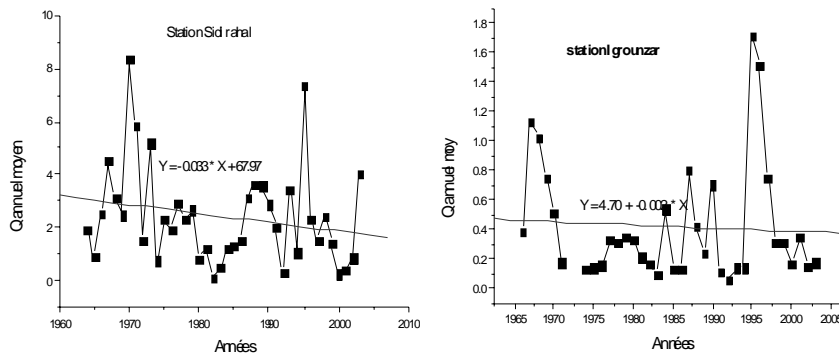 Station Sidi rahal
Qannuel moyen
10
8
6
4
2
0
Y = -0.033 * X + 67.97
1960 1970 1980 1990 2000 2010
Années
station Igrounzar
Qannuel moy
1.8
1.6
1.4
1.2
1.0
0.8
0.6
0.4
0.2
0.0
Y = 4.70 + -0.002 * X
1965 1970 1975 1980 1985 1990 1995 2000 2005
Années